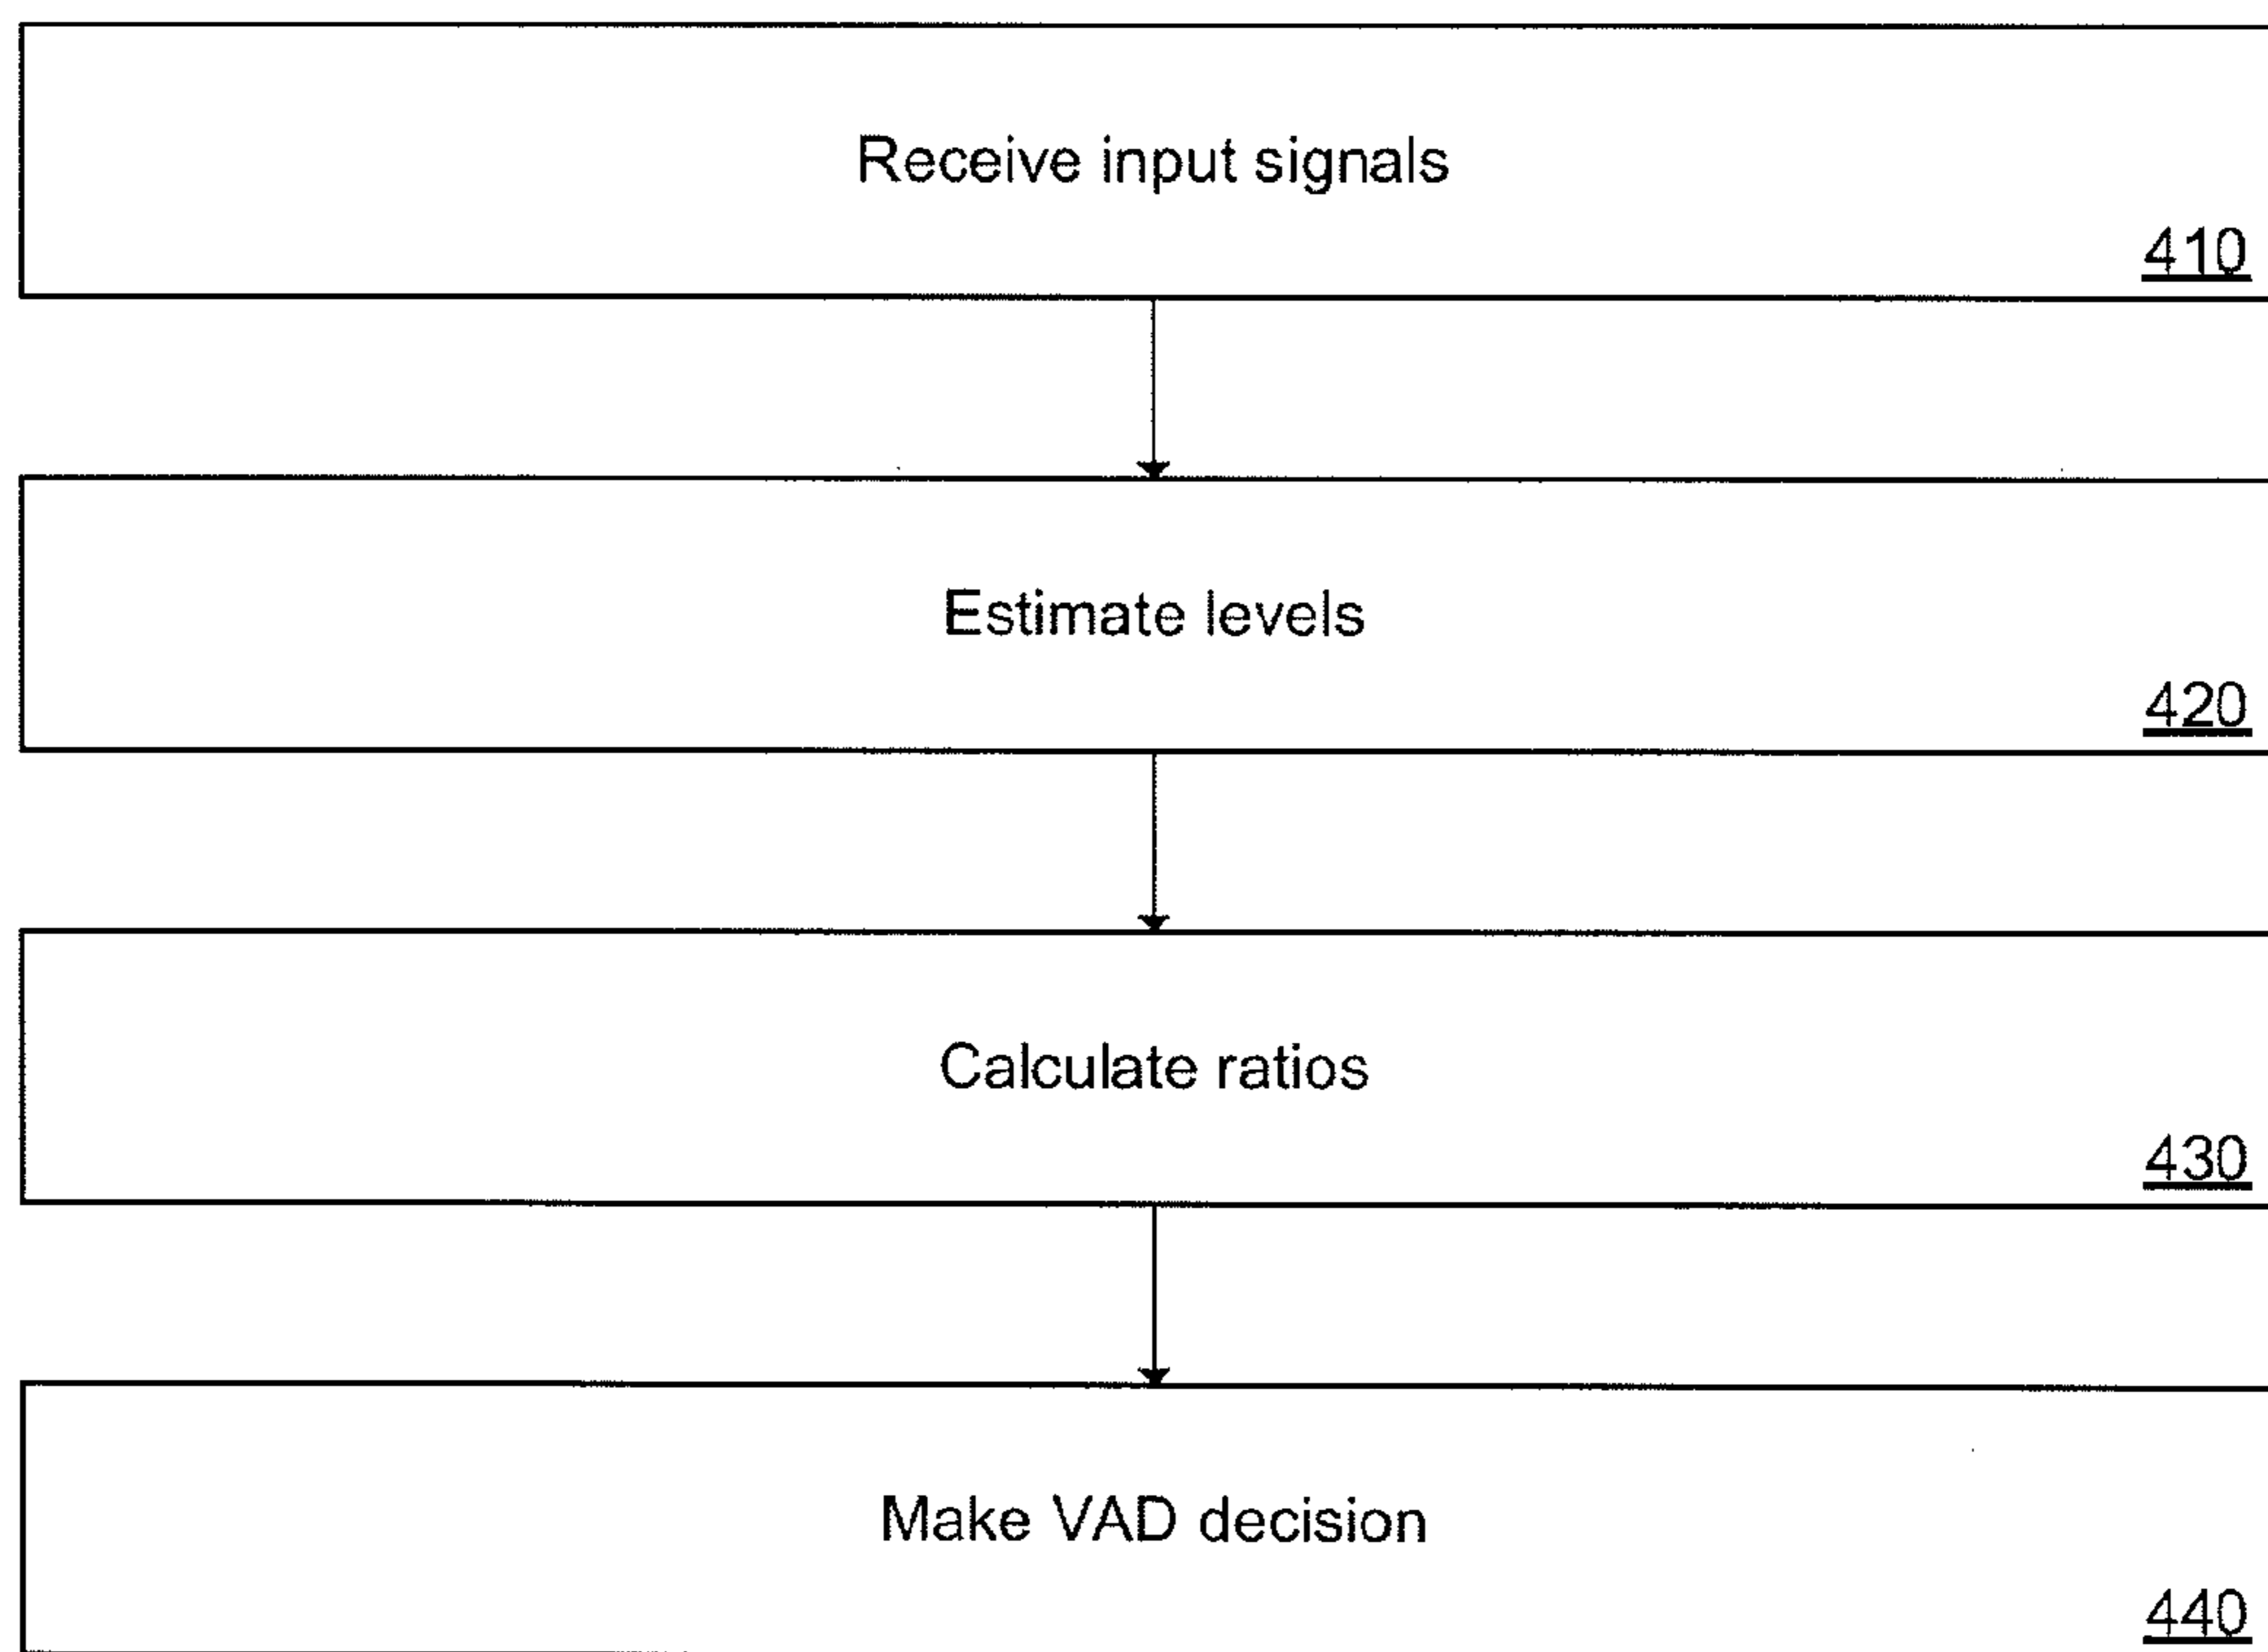 Receive input signals
410
Estimate levels
420
Calculate ratios
430
Make VAD decision
440